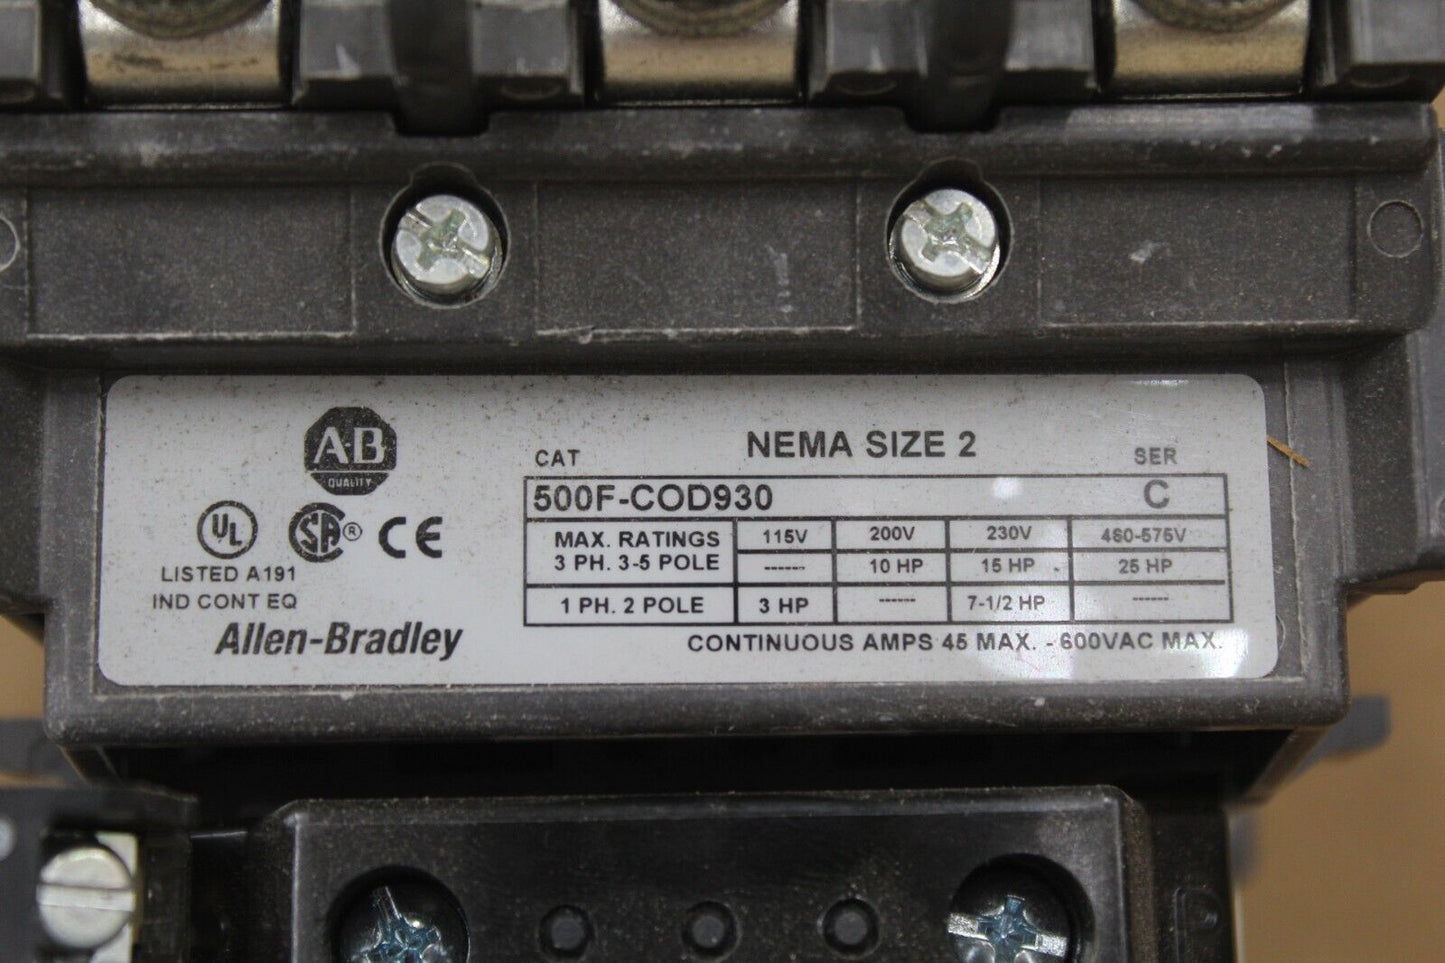 A-B
QUALITY
UL
SA®
CE
LISTED A191
IND CONT EQ
Allen-Bradley
NEMA SIZE 2
CAT SER
500F-COD930 C
MAX. RATINGS 115V 200V 230V 460-575V
3 PH. 3-5 POLE ------ 10 HP 15 HP 25 HP
1 PH. 2 POLE 3 HP ------ 7-1/2 HP ------
CONTINUOUS AMPS 45 MAX. - 600VAC MAX.